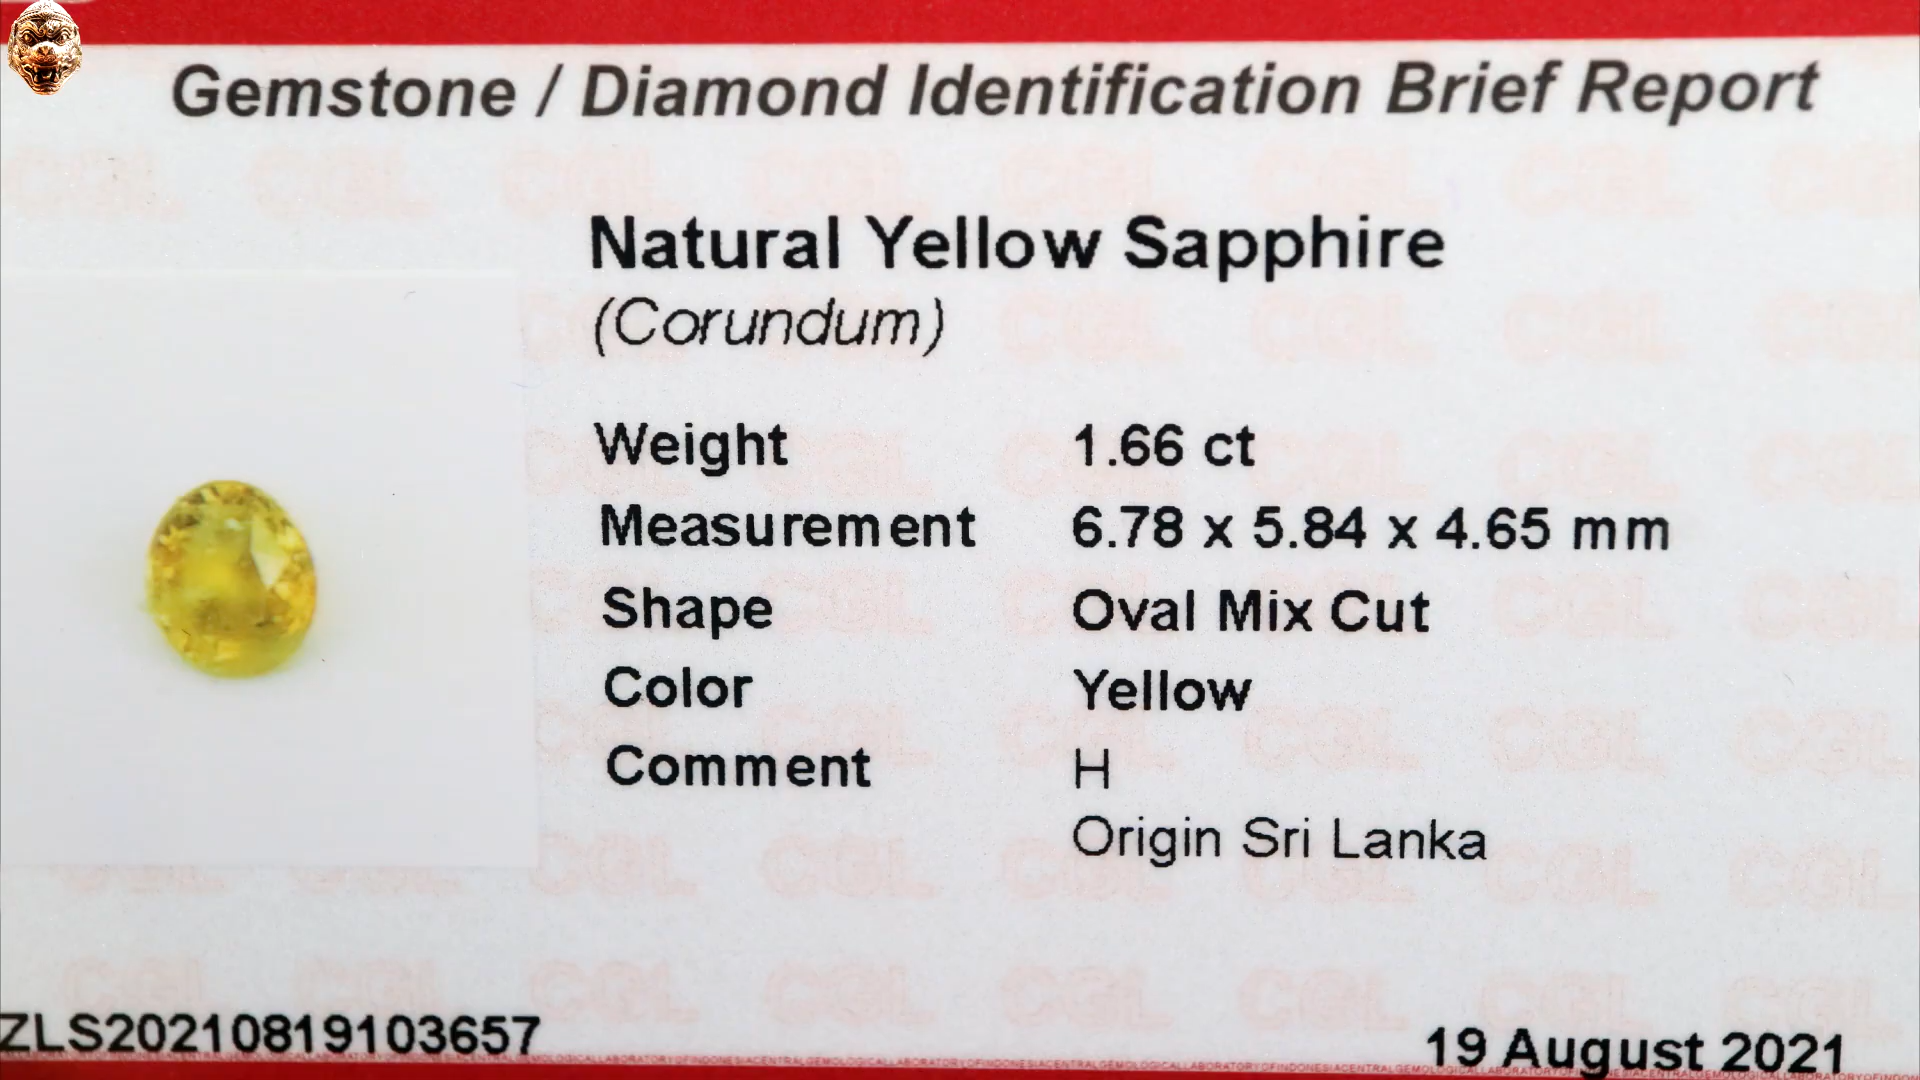 Gemstone / Diamond Identification Brief Report
Natural Yellow Sapphire
(Corundum)
Weight 1.66 ct
Measurement 6.78 x 5.84 x 4.65 mm
Shape Oval Mix Cut
Color Yellow
Comment H
Origin Sri Lanka
ZLS20210819103657
19 August 2021